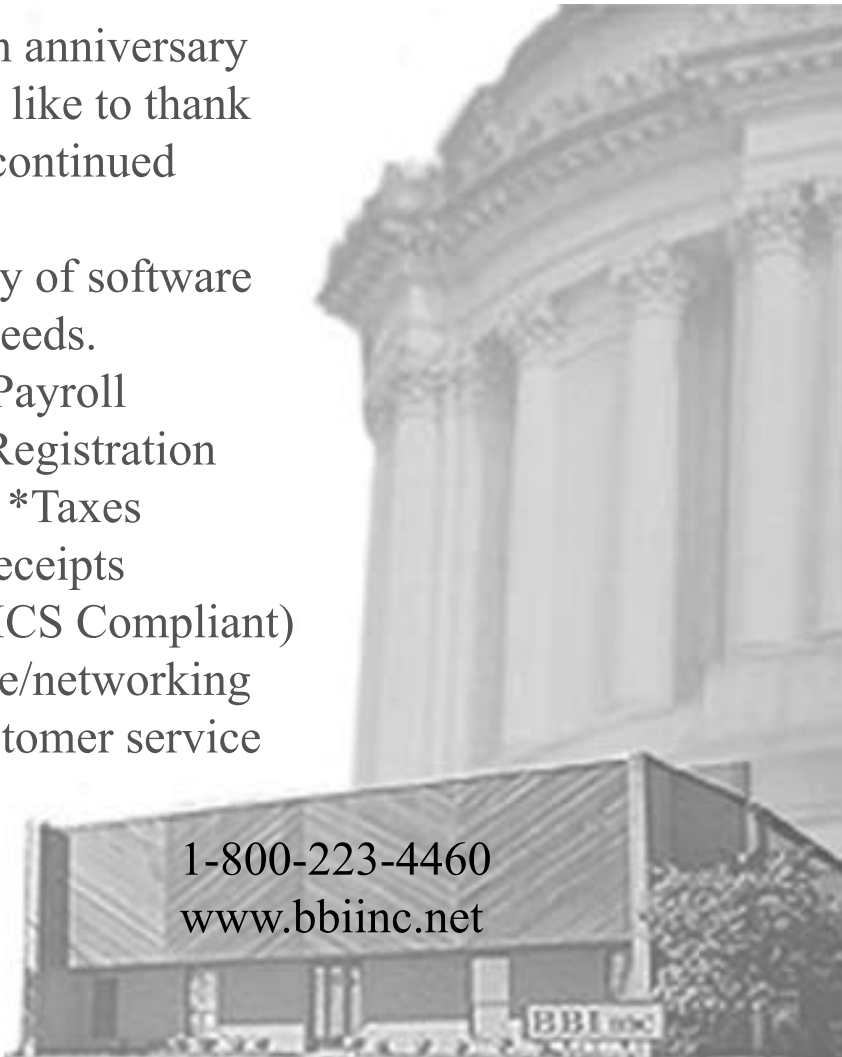 anniversary
like to thank
continued
y of software
eeds.
Payroll
Registration
*Taxes
eceipts
ICS Compliant)
e/networking
tomer service
1-800-223-4460
www.bbiinc.net
BBI inc